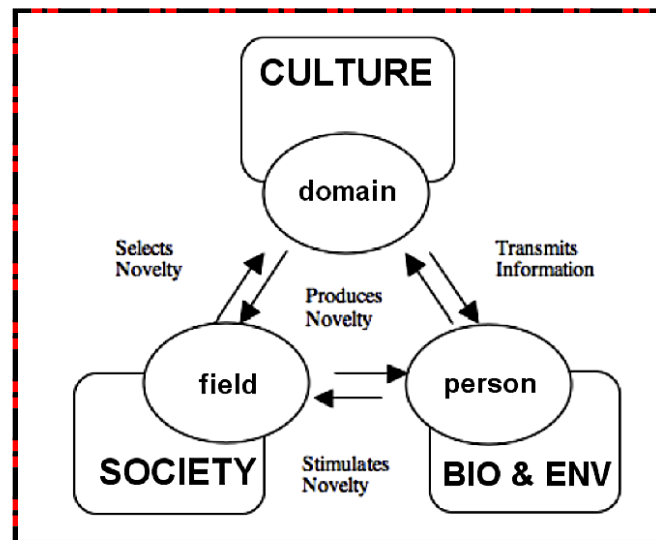 CULTURE
domain
Selects
Novelty
Transmits
Information
Produces
Novelty
field
person
SOCIETY
Stimulates
Novelty
BIO & ENV